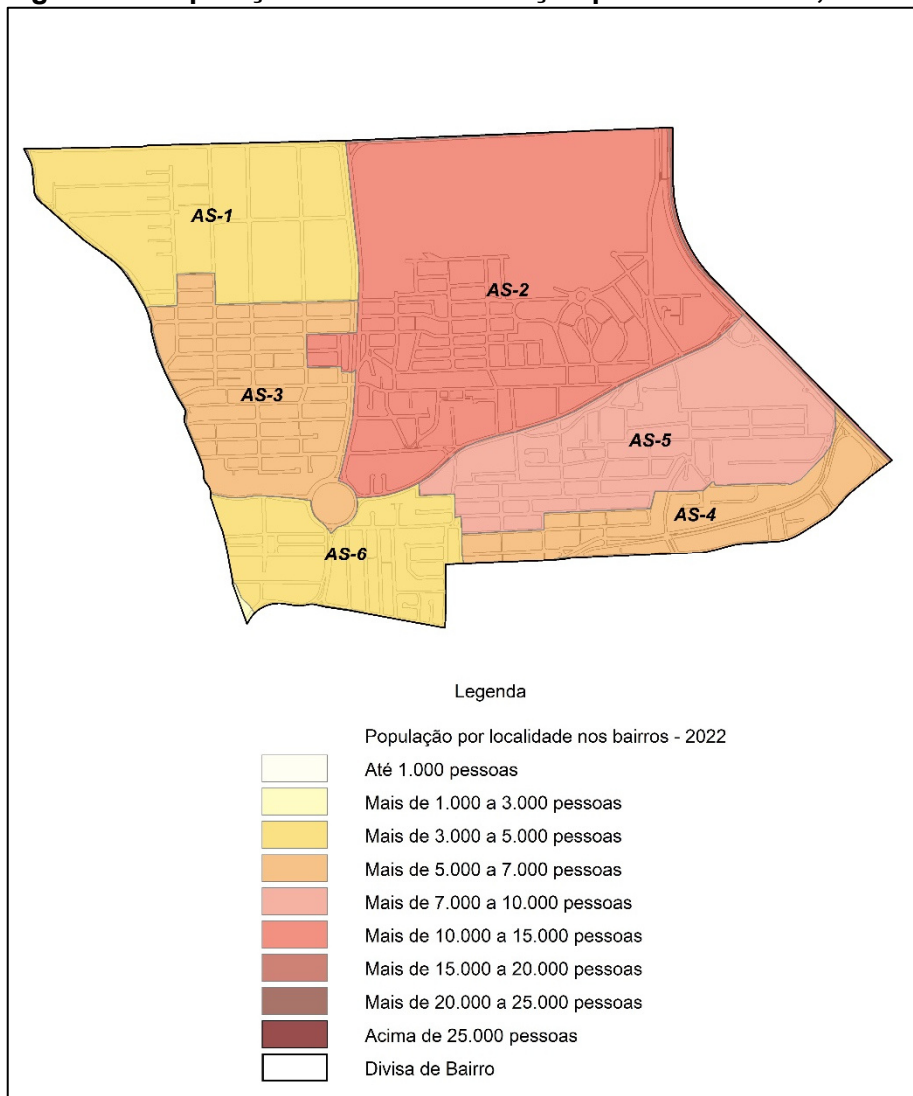 AS-1
AS-2
AS-3
AS-5
AS-4
AS-6
Legenda
População por localidade nos bairros - 2022
Até 1.000 pessoas
Mais de 1.000 a 3.000 pessoas
Mais de 3.000 a 5.000 pessoas
Mais de 5.000 a 7.000 pessoas
Mais de 7.000 a 10.000 pessoas
Mais de 10.000 a 15.000 pessoas
Mais de 15.000 a 20.000 pessoas
Mais de 20.000 a 25.000 pessoas
Acima de 25.000 pessoas
Divisa de Bairro